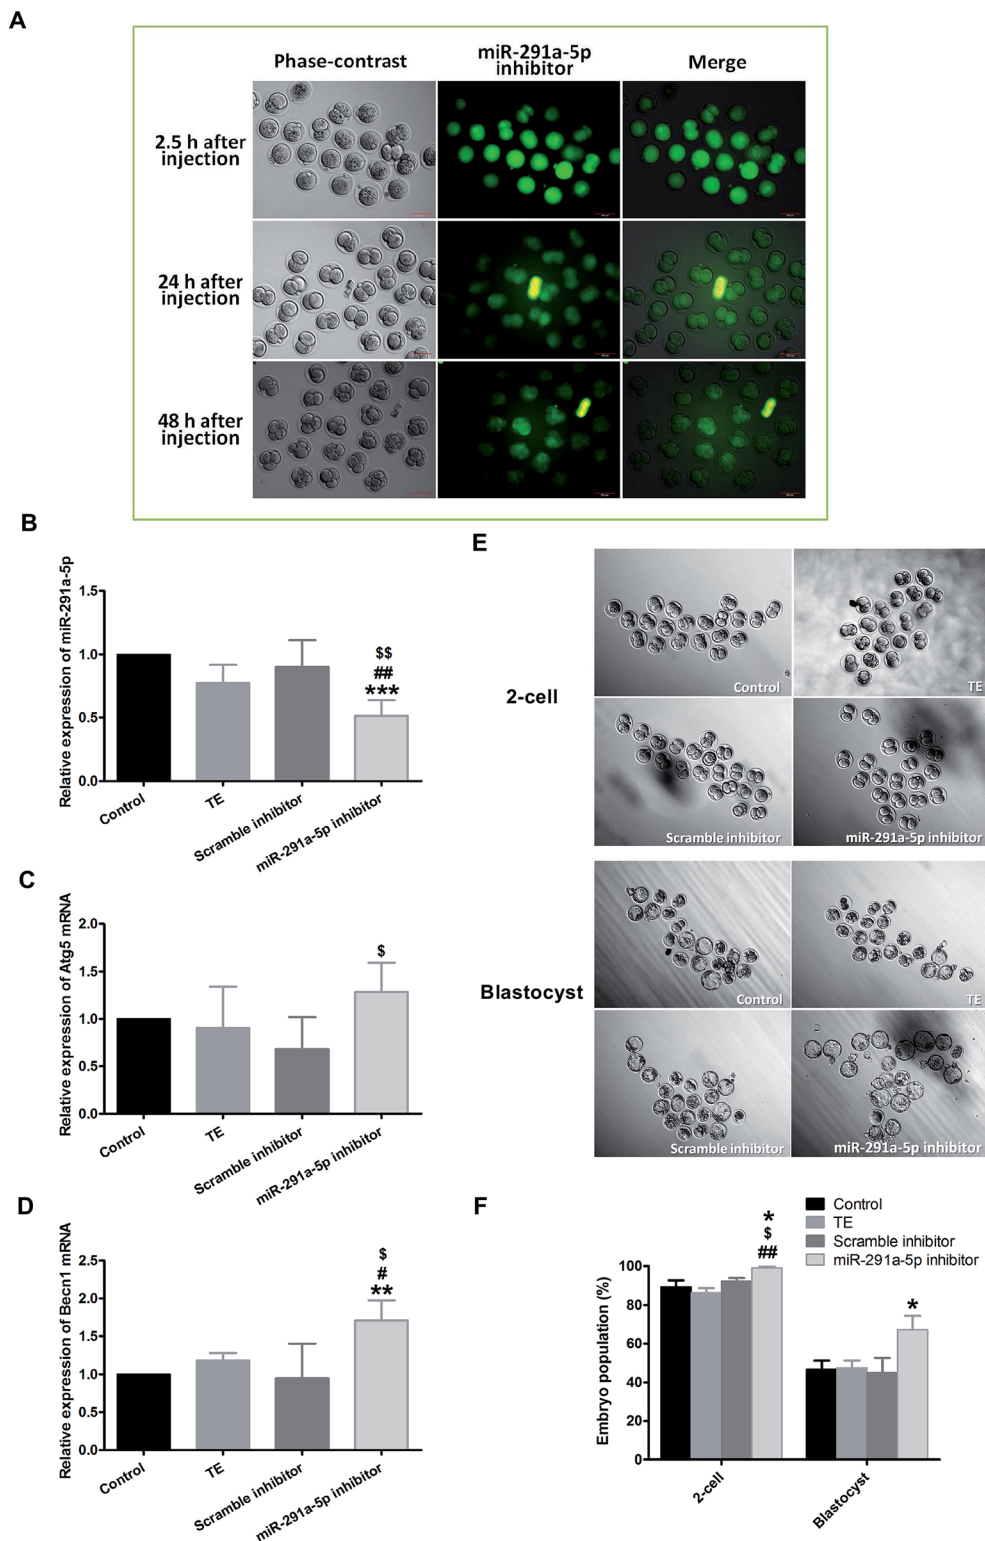 A
Phase-contrast
miR-291a-5p
inhibitor
Merge
2.5 h after
injection
24 h after
injection
48 h after
injection
B
Relative expression of miR-291a-5p
1.5
1.0
0.5
0.0
$$
##
***
Control
TE
Scramble inhibitor
miR-291a-5p inhibitor
C
Relative expression of Atg5 mRNA
2.0
1.5
1.0
0.5
0.0
$
Control
TE
Scramble inhibitor
miR-291a-5p inhibitor
D
Relative expression of Becn1 mRNA
2.5
2.0
1.5
1.0
0.5
0.0
$
#
**
Control
TE
Scramble inhibitor
miR-291a-5p inhibitor
E
2-cell
Control
TE
Scramble inhibitor
miR-291a-5p inhibitor
Blastocyst
Control
TE
Scramble inhibitor
miR-291a-5p inhibitor
F
Control
TE
Scramble inhibitor
miR-291a-5p inhibitor
Embryo population (%)
100
80
60
40
20
0
*
$
##
*
2-cell
Blastocyst